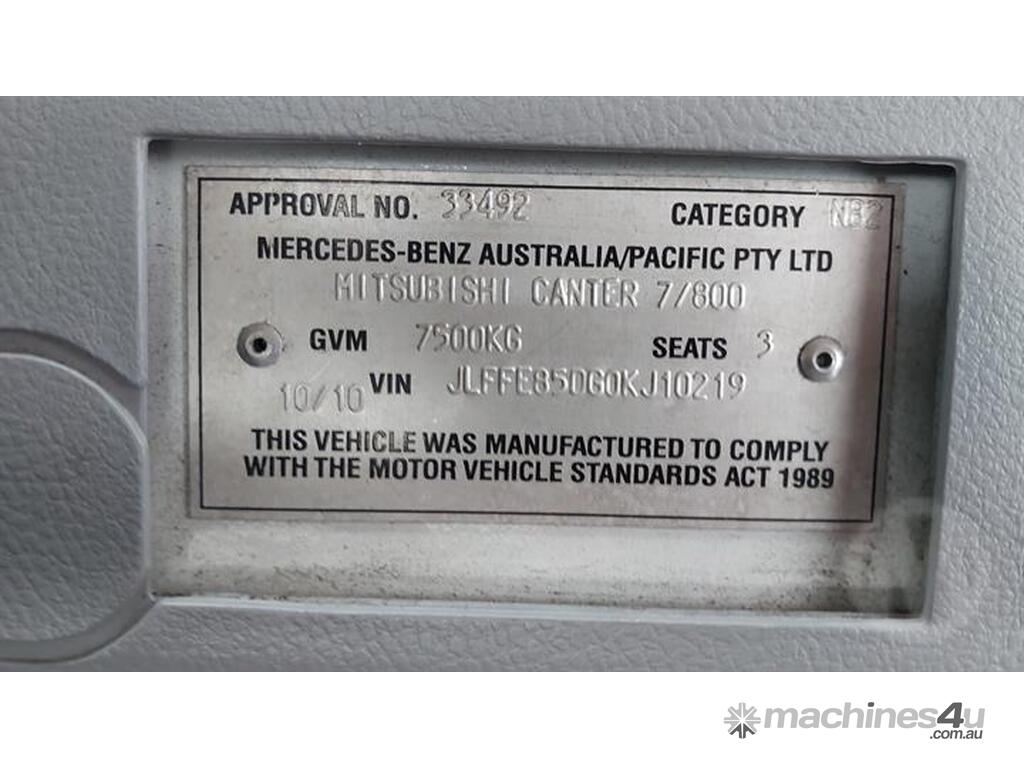 APPROVAL NO. 33492 CATEGORY NB2
MERCEDES-BENZ AUSTRALIA/PACIFIC PTY LTD
MITSUBISHI CANTER 7/800
GVM 7500KG SEATS 3
10/10 VIN JLFFE85DG0KJ10219
THIS VEHICLE WAS MANUFACTURED TO COMPLY
WITH THE MOTOR VEHICLE STANDARDS ACT 1989
machines4u
.com.au